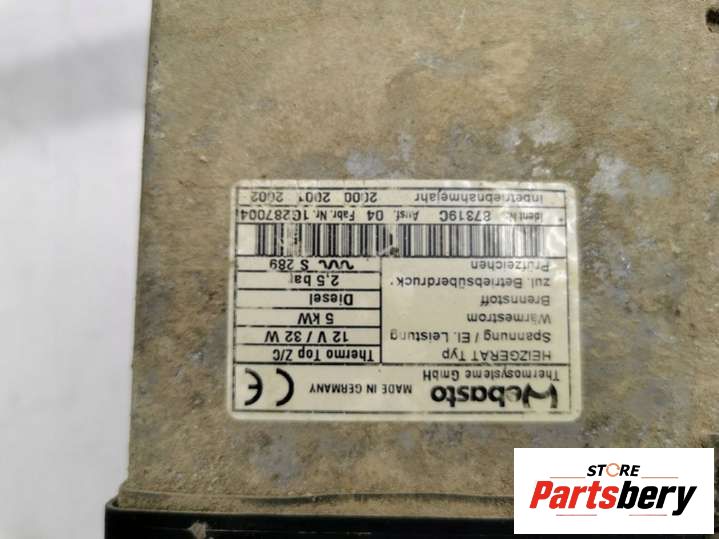 Webasto
MADE IN GERMANY
Thermosysteme GmbH
HEIZGERÄT Typ Thermo Top Z/C
Spannung / El. Leistung 12 V / 32 W
Wärmestrom 5 kW
Brennstoff Diesel
zul. Betriebsüberdruck 2,5 bar
Prüfzeichen S 289
Ident Nr. 87319C Ausf. 04 Fabr. Nr. 1C287004
Inbetriebnahmejahr 2000 2001 2002
STORE
Partsbery